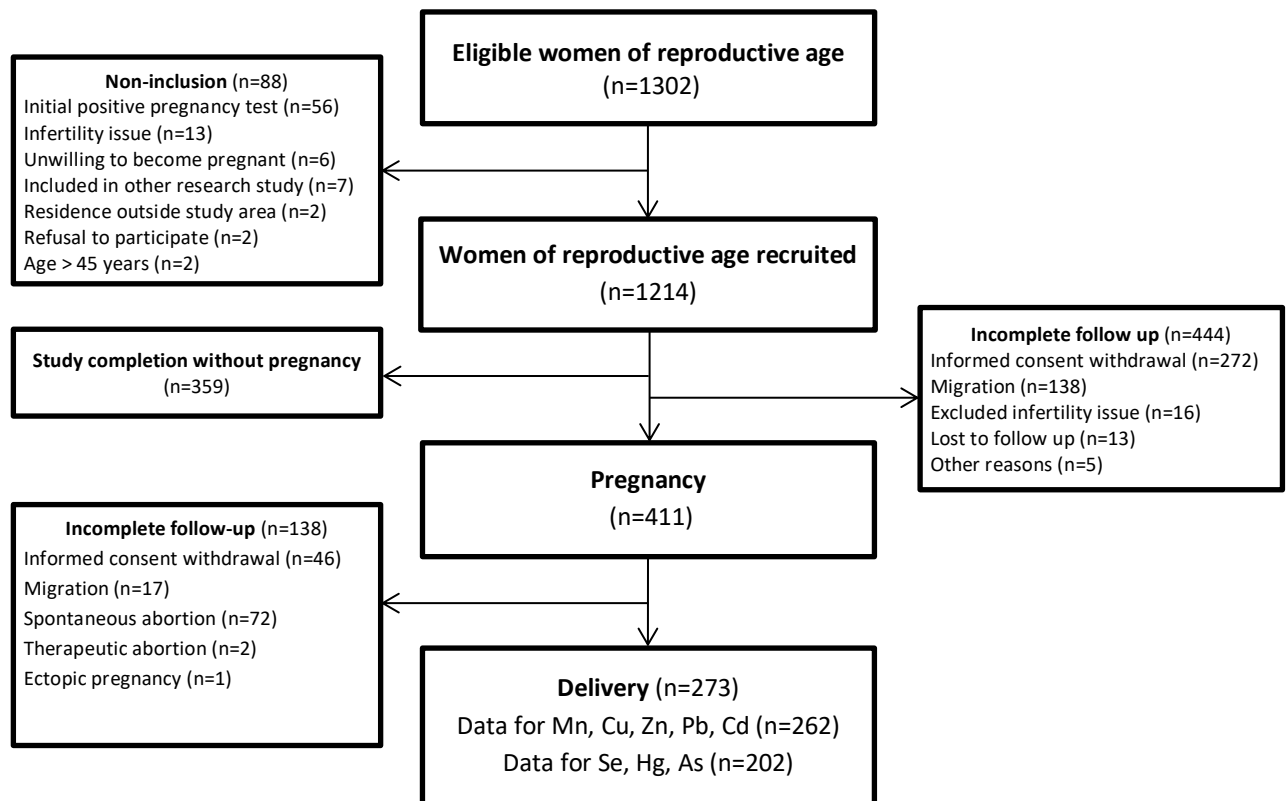 Eligible women of reproductive age
(n=1302)
Non-inclusion (n=88)
Initial positive pregnancy test (n=56)
Infertility issue (n=13)
Unwilling to become pregnant (n=6)
Included in other research study (n=7)
Residence outside study area (n=2)
Refusal to participate (n=2)
Age > 45 years (n=2)
Women of reproductive age recruited
(n=1214)
Study completion without pregnancy
(n=359)
Incomplete follow up (n=444)
Informed consent withdrawal (n=272)
Migration (n=138)
Excluded infertility issue (n=16)
Lost to follow up (n=13)
Other reasons (n=5)
Pregnancy
(n=411)
Incomplete follow-up (n=138)
Informed consent withdrawal (n=46)
Migration (n=17)
Spontaneous abortion (n=72)
Therapeutic abortion (n=2)
Ectopic pregnancy (n=1)
Delivery (n=273)
Data for Mn, Cu, Zn, Pb, Cd (n=262)
Data for Se, Hg, As (n=202)